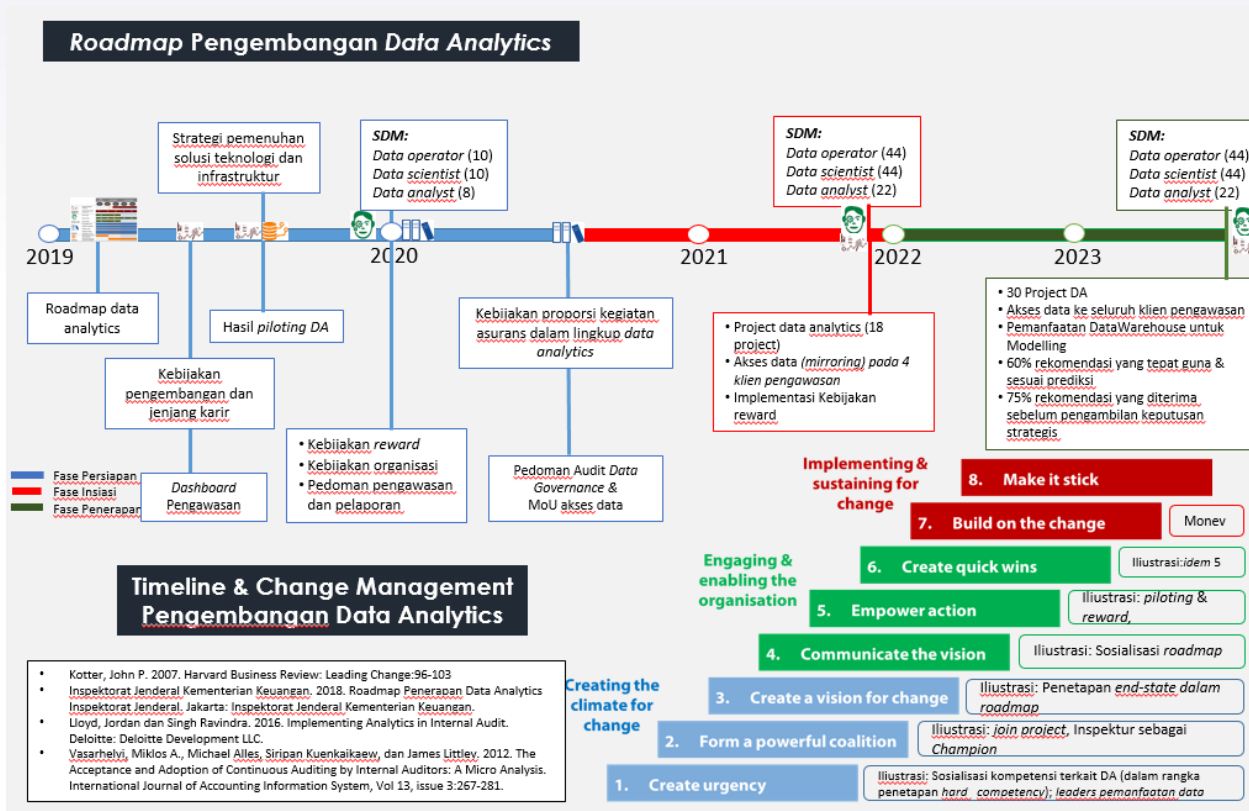 Roadmap Pengembangan Data Analytics
Strategi pemenuhan
solusi teknologi dan
infrastruktur
SDM:
Data operator (10)
Data scientist (10)
Data analyst (8)
SDM:
Data operator (44)
Data scientist (44)
Data analyst (22)
SDM:
Data operator (44)
Data scientist (44)
Data analyst (22)
2019
2020
2021
2022
2023
Roadmap data
analytics
Hasil piloting DA
Kebijakan
pengembangan dan
jenjang karir
Dashboard
Pengawasan
• Kebijakan reward
• Kebijakan organisasi
• Pedoman pengawasan
dan pelaporan
Kebijakan proporsi kegiatan
asurans dalam lingkup data
analytics
Pedoman Audit Data
Governance &
MoU akses data
• Project data analytics (18
project)
• Akses data (mirroring) pada 4
klien pengawasan
• Implementasi Kebijakan
reward
• 30 Project DA
• Akses data ke seluruh klien pengawasan
• Pemanfaatan DataWarehouse untuk
Modelling
• 60% rekomendasi yang tepat guna &
sesuai prediksi
• 75% rekomendasi yang diterima
sebelum pengambilan keputusan
strategis
Fase Persiapan
Fase Insiasi
Fase Penerapan
Timeline & Change Management
Pengembangan Data Analytics
• Kotter, John P. 2007. Harvard Business Review: Leading Change:96-103
• Inspektorat Jenderal Kementerian Keuangan. 2018. Roadmap Penerapan Data Analytics
Inspektorat Jenderal. Jakarta: Inspektorat Jenderal Kementerian Keuangan.
• Lloyd, Jordan dan Singh Ravindra. 2016. Implementing Analytics in Internal Audit.
Deloitte: Deloitte Development LLC.
• Vasarhelvi, Miklos A., Michael Alles, Siripan Kuenkaikaew, dan James Littley. 2012. The
Acceptance and Adoption of Continuous Auditing by Internal Auditors: A Micro Analysis.
International Journal of Accounting Information System, Vol 13, issue 3:267-281.
Implementing &
sustaining for
change
8. Make it stick
7. Build on the change
Monev
Engaging &
enabling the
organisation
6. Create quick wins
Iliustrasi:idem 5
5. Empower action
Iliustrasi: piloting &
reward,
4. Communicate the vision
Iliustrasi: Sosialisasi roadmap
Creating the
climate for
change
3. Create a vision for change
Iliustrasi: Penetapan end-state dalam
roadmap
2. Form a powerful coalition
Iliustrasi: join project, Inspektur sebagai
Champion
1. Create urgency
Iliustrasi: Sosialisasi kompetensi terkait DA (dalam rangka
penetapan hard competency); leaders pemanfaatan data